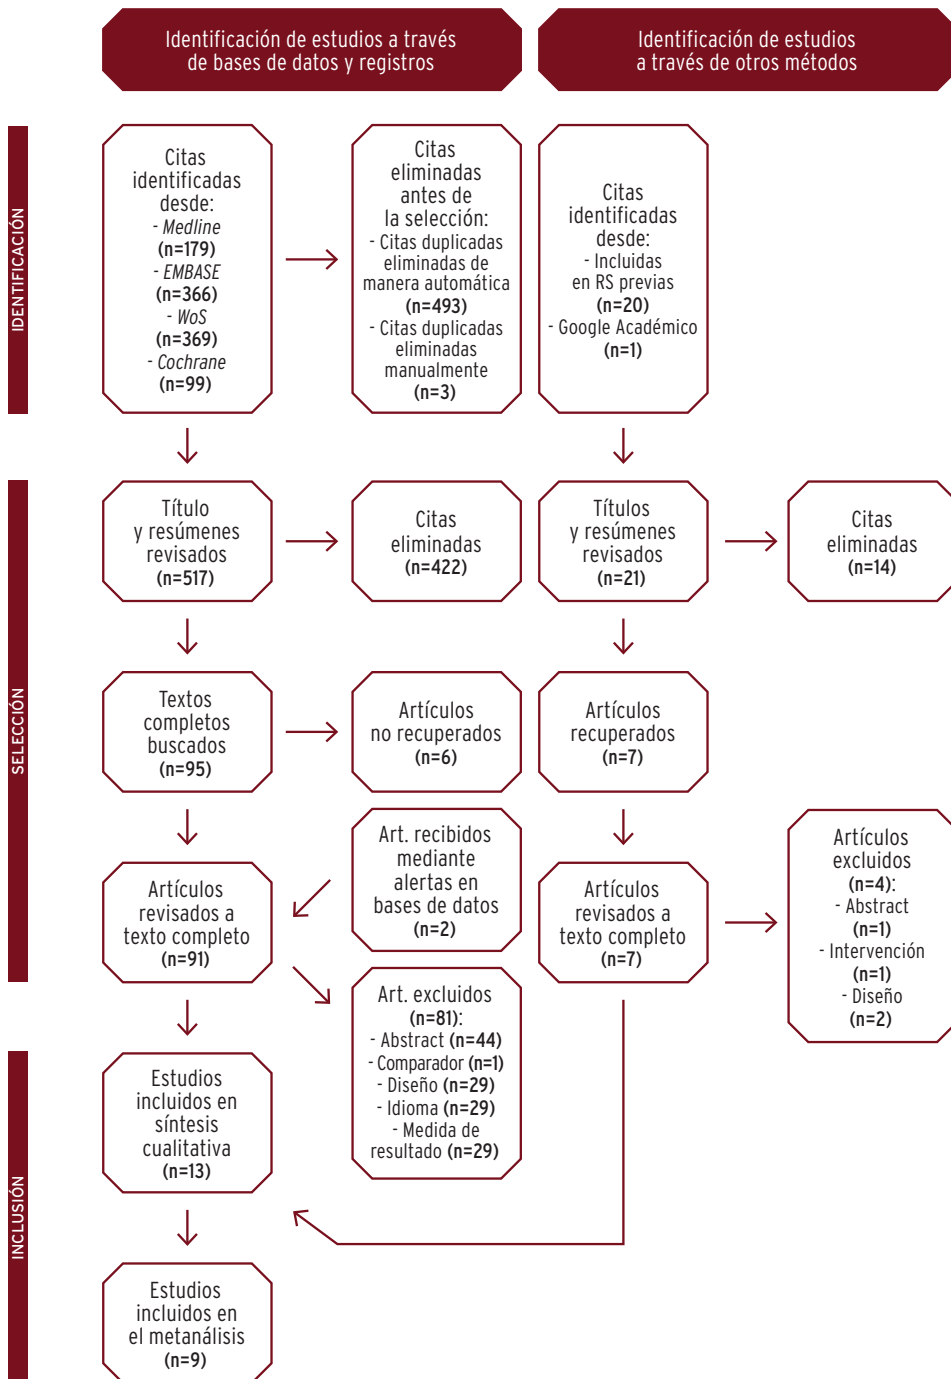 Identificación de estudios a través
de bases de datos y registros
Identificación de estudios
a través de otros métodos
IDENTIFICACIÓN
Citas
identificadas
desde:
- Medline
(n=179)
- EMBASE
(n=366)
- WoS
(n=369)
- Cochrane
(n=99)
Citas
eliminadas
antes de
la selección:
- Citas duplicadas
eliminadas de
manera automática
(n=493)
- Citas duplicadas
eliminadas
manualmente
(n=3)
Citas
identificadas
desde:
- Incluidas
en RS previas
(n=20)
- Google Académico
(n=1)
SELECCIÓN
Título
y resúmenes
revisados
(n=517)
Citas
eliminadas
(n=422)
Títulos
y resúmenes
revisados
(n=21)
Citas
eliminadas
(n=14)
Textos
completos
buscados
(n=95)
Artículos
no recuperados
(n=6)
Artículos
recuperados
(n=7)
Art. recibidos
mediante
alertas en
bases de datos
(n=2)
Artículos
revisados a
texto completo
(n=91)
Artículos
revisados a
texto completo
(n=7)
Artículos
excluidos
(n=4):
- Abstract
(n=1)
- Intervención
(n=1)
- Diseño
(n=2)
Art. excluidos
(n=81):
- Abstract (n=44)
- Comparador (n=1)
- Diseño (n=29)
- Idioma (n=29)
- Medida de
resultado (n=29)
INCLUSIÓN
Estudios
incluidos en
síntesis
cualitativa
(n=13)
Estudios
incluidos en
el metanálisis
(n=9)